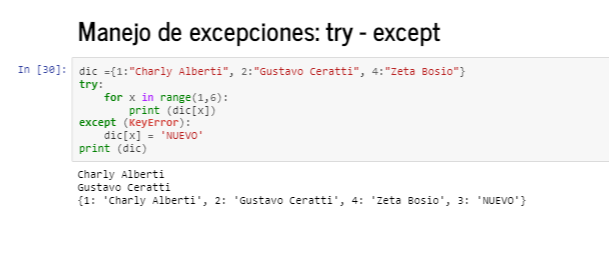 Manejo de excepciones: try - except
In [30]: dic ={1:"Charly Alberti", 2:"Gustavo Ceratti", 4:"Zeta Bosio"}
try:
    for x in range(1,6):
        print (dic[x])
except (KeyError):
    dic[x] = 'NUEVO'
print (dic)
Charly Alberti
Gustavo Ceratti
{1: 'Charly Alberti', 2: 'Gustavo Ceratti', 4: 'Zeta Bosio', 3: 'NUEVO'}